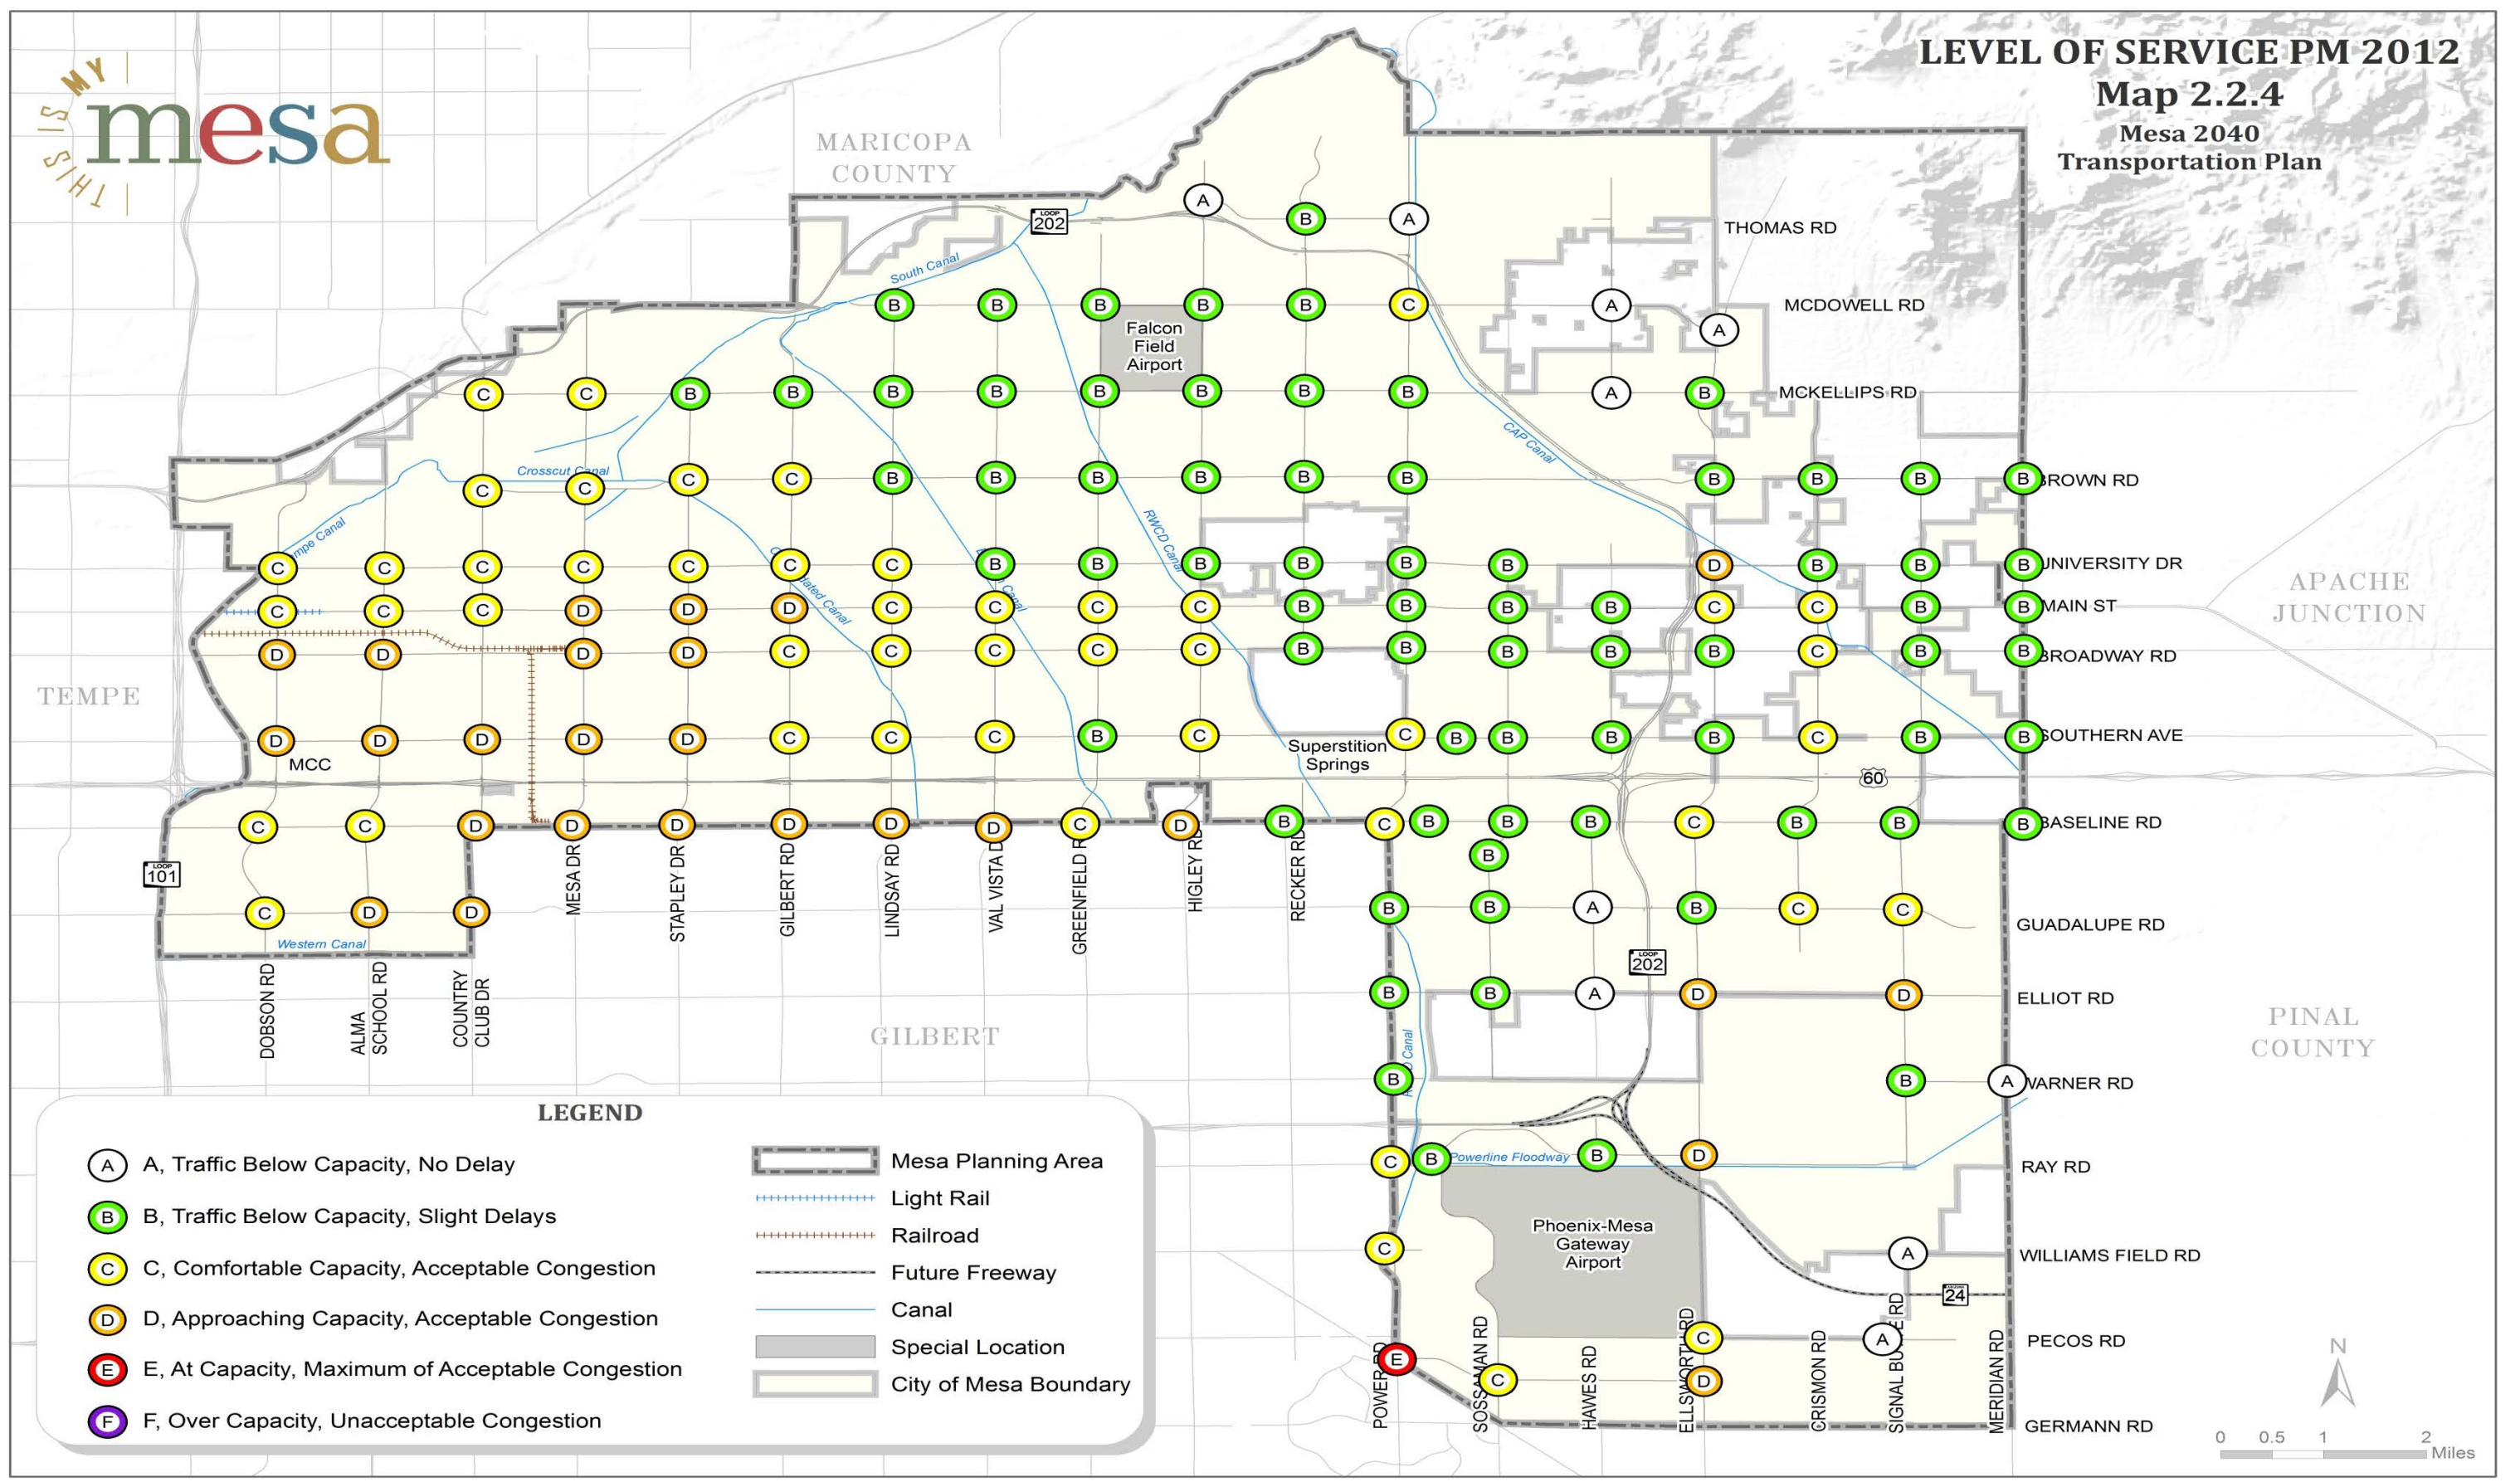 LEVEL OF SERVICE PM 2012
Map 2.2.4
Mesa 2040
Transportation Plan
THIS IS MY
mesa
MARICOPA
COUNTY
LOOP
202
A
B
A
THOMAS RD
South Canal
B
B
B
B
B
C
A
A
MCDOWELL RD
Falcon
Field
Airport
C
C
B
B
B
B
B
B
B
B
A
B
MCKELLIPS RD
CAP Canal
Crosscut Canal
C
C
C
C
B
B
B
B
B
B
B
B
B
B
BROWN RD
RWCD Canal
C
C
C
C
C
C
C
B
B
B
B
B
B
D
B
B
B
UNIVERSITY DR
APACHE
JUNCTION
C
C
C
D
D
D
C
C
C
C
B
B
B
B
C
C
B
B
MAIN ST
D
D
D
D
C
C
C
C
C
B
B
B
B
B
C
B
B
BROADWAY RD
TEMPE
D
D
D
D
D
C
C
C
B
C
C
B
B
B
B
C
B
B
SOUTHERN AVE
MCC
Superstition
Springs
60
C
C
D
D
D
D
D
D
C
D
B
C
B
B
B
C
B
B
B
BASELINE RD
B
LOOP
101
MESA DR
STAPLEY DR
GILBERT RD
LINDSAY RD
VAL VISTA D
GREENFIELD R
HIGLEY RD
RECKER RD
C
D
D
B
B
A
B
C
C
GUADALUPE RD
Western Canal
LOOP
202
DOBSON RD
ALMA
SCHOOL RD
COUNTRY
CLUB DR
B
B
A
D
D
ELLIOT RD
GILBERT
PINAL
COUNTY
Canal
B
B
A
WARNER RD
C
B
B
D
Powerline Floodway
RAY RD
Phoenix-Mesa
Gateway
Airport
C
A
WILLIAMS FIELD RD
24
C
A
PECOS RD
E
C
D
POWER RD
SOSSAMAN RD
HAWES RD
ELLSWORTH RD
CRISMON RD
SIGNAL BUTTE RD
MERIDIAN RD
GERMANN RD
LEGEND
A A, Traffic Below Capacity, No Delay
B B, Traffic Below Capacity, Slight Delays
C C, Comfortable Capacity, Acceptable Congestion
D D, Approaching Capacity, Acceptable Congestion
E E, At Capacity, Maximum of Acceptable Congestion
F F, Over Capacity, Unacceptable Congestion
Mesa Planning Area
Light Rail
Railroad
Future Freeway
Canal
Special Location
City of Mesa Boundary
N
0 0.5 1 2
Miles